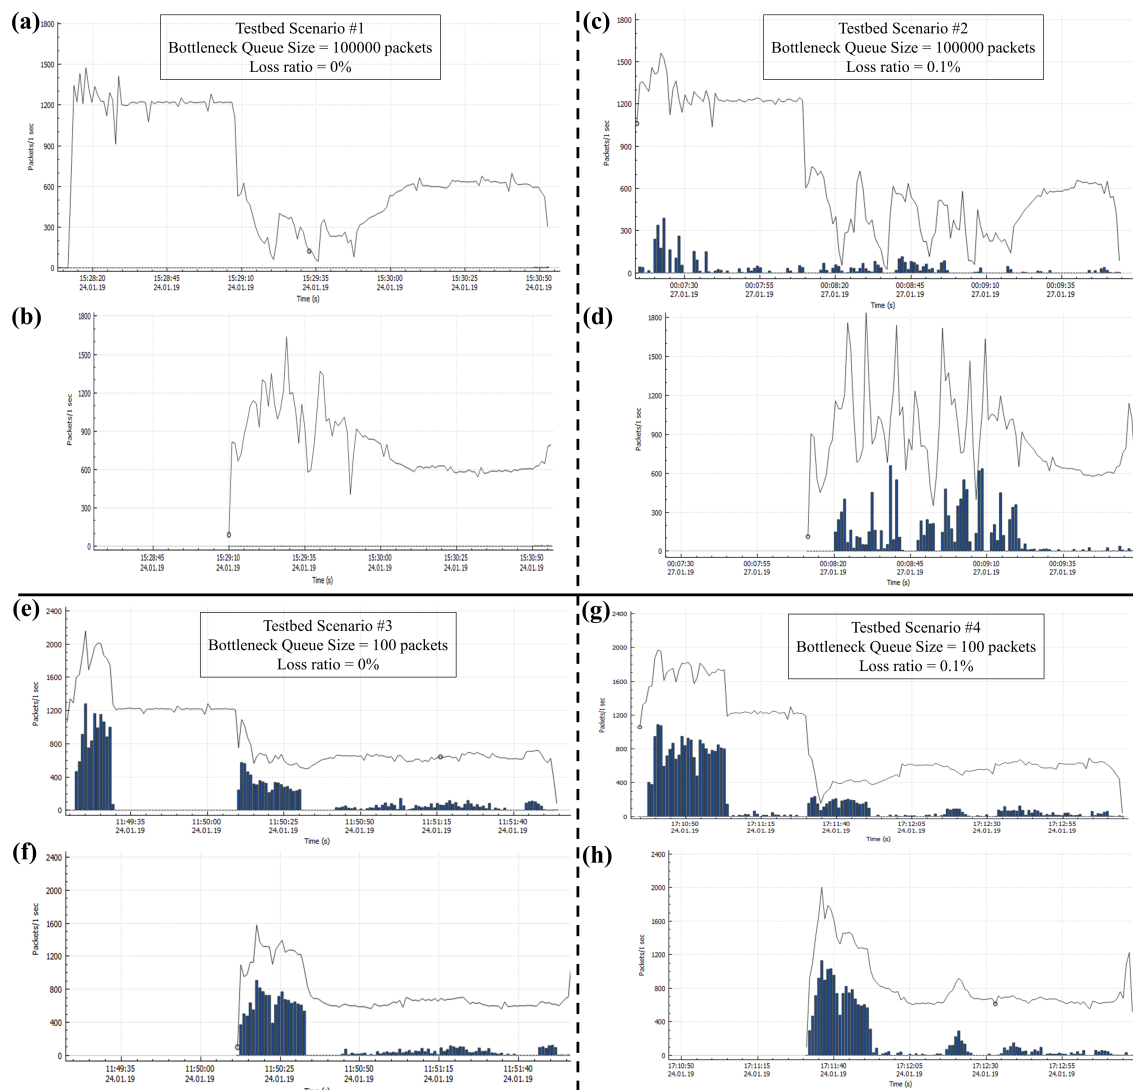 (a)
Testbed Scenario #1
Bottleneck Queue Size = 100000 packets
Loss ratio = 0%
Packets/1 sec
1800
1500
1200
900
600
300
0
15:28:20 15:28:45 15:29:10 15:29:35 15:30:00 15:30:25 15:30:50
24.01.19 24.01.19 24.01.19 24.01.19 24.01.19 24.01.19 24.01.19
Time (s)
(c)
Testbed Scenario #2
Bottleneck Queue Size = 100000 packets
Loss ratio = 0.1%
Packets/1 sec
1800
1500
1200
900
600
300
0
00:07:30 00:07:55 00:08:20 00:08:45 00:09:10 00:09:35
27.01.19 27.01.19 27.01.19 27.01.19 27.01.19 27.01.19
Time (s)
(b)
Packets/1 sec
1800
1500
1200
900
600
300
0
15:28:45 15:29:10 15:29:35 15:30:00 15:30:25 15:30:50
24.01.19 24.01.19 24.01.19 24.01.19 24.01.19 24.01.19
Time (s)
(d)
Packets/1 sec
1800
1500
1200
900
600
300
0
00:07:30 00:07:55 00:08:20 00:08:45 00:09:10 00:09:35
27.01.19 27.01.19 27.01.19 27.01.19 27.01.19 27.01.19
Time (s)
(e)
Testbed Scenario #3
Bottleneck Queue Size = 100 packets
Loss ratio = 0%
Packets/1 sec
2400
2000
1600
1200
800
400
0
11:49:35 11:50:00 11:50:25 11:50:50 11:51:15 11:51:40
24.01.19 24.01.19 24.01.19 24.01.19 24.01.19 24.01.19
Time (s)
(g)
Testbed Scenario #4
Bottleneck Queue Size = 100 packets
Loss ratio = 0.1%
Packets/1 sec
2400
2000
1600
1200
800
400
0
17:10:50 17:11:15 17:11:40 17:12:05 17:12:30 17:12:55
24.01.19 24.01.19 24.01.19 24.01.19 24.01.19 24.01.19
Time (s)
(f)
Packets/1 sec
2400
2000
1600
1200
800
400
0
11:49:35 11:50:00 11:50:25 11:50:50 11:51:15 11:51:40
24.01.19 24.01.19 24.01.19 24.01.19 24.01.19 24.01.19
Time (s)
(h)
Packets/1 sec
2400
2000
1600
1200
800
400
0
17:10:50 17:11:15 17:11:40 17:12:05 17:12:30 17:12:55
24.01.19 24.01.19 24.01.19 24.01.19 24.01.19 24.01.19
Time (s)